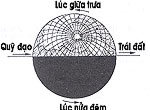 Lúc giữa trưa
Quỹ đạo
Trái đất
Lúc nửa đêm